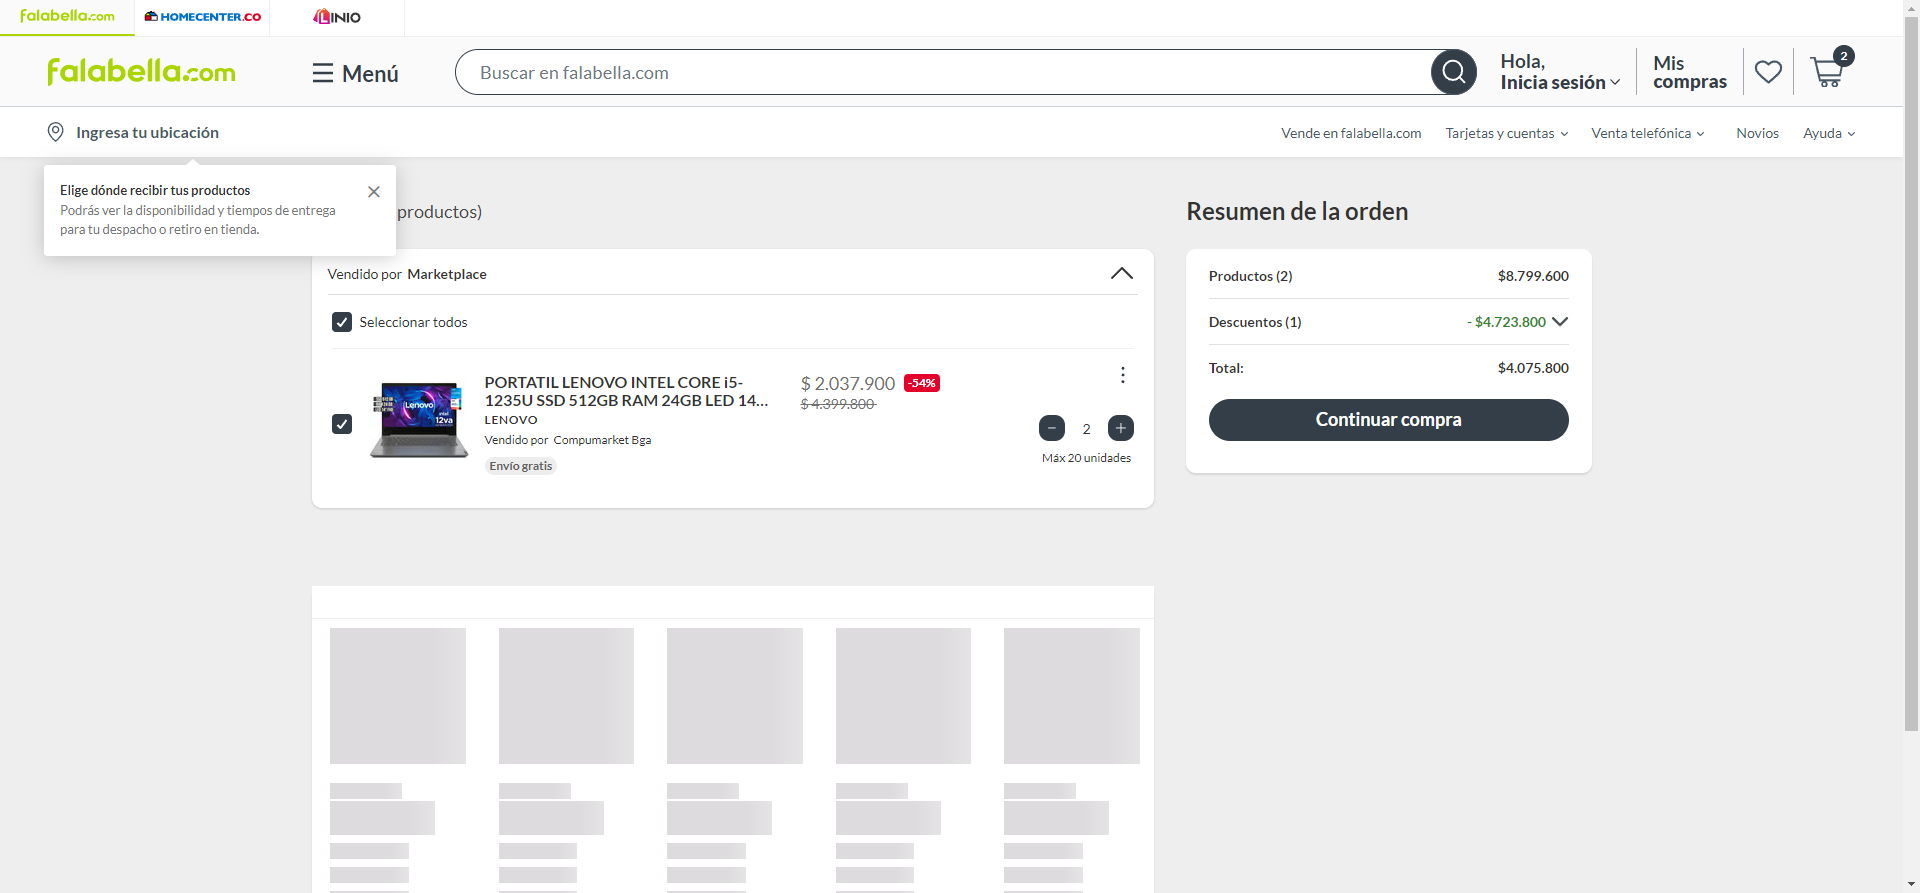 falabella.com
HOMECENTER.CO
LINIO
falabella.com
Menú
Buscar en falabella.com
Hola,
Inicia sesión
Mis
compras
2
Ingresa tu ubicación
Vende en falabella.com
Tarjetas y cuentas
Venta telefónica
Novios
Ayuda
Elige dónde recibir tus productos
Podrás ver la disponibilidad y tiempos de entrega
para tu despacho o retiro en tienda.
productos)
Resumen de la orden
Vendido por Marketplace
Seleccionar todos
Lenovo
intel
12va
PORTATIL LENOVO INTEL CORE i5-
1235U SSD 512GB RAM 24GB LED 14...
LENOVO
Vendido por Compumarket Bga
Envío gratis
$ 2.037.900 -54%
$ 4.399.800
− 2 +
Máx 20 unidades
Productos (2) $8.799.600
Descuentos (1) - $4.723.800
Total: $4.075.800
Continuar compra